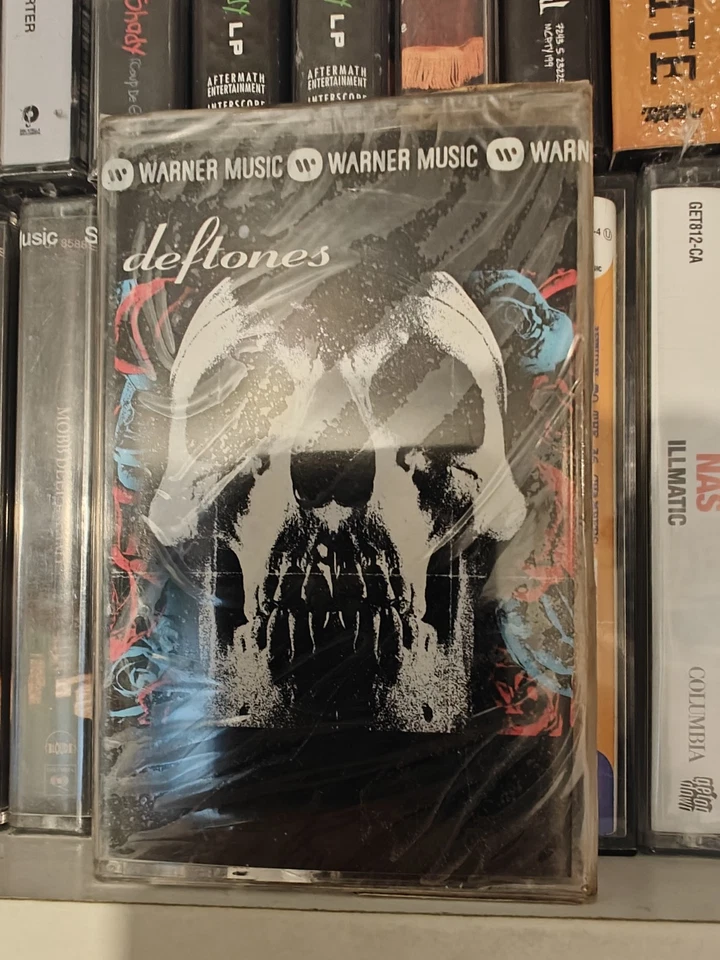 RTER
Shady
LP
AFTERMATH
ENTERTAINMENT
INTERSCOPE
LP
AFTERMATH
ENTERTAINMENT
INTERSCOPE
ITE
WARNER MUSIC WARNER MUSIC WARN
deftones
usic
GET812-CA
NAS
ILLMATIC
COLUMBIA